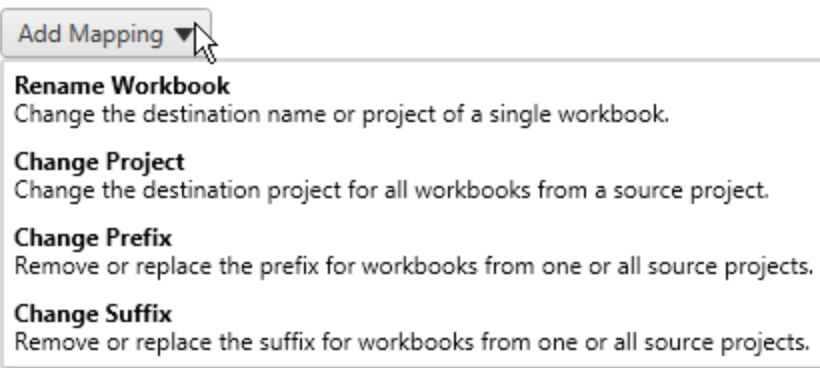 Add Mapping
Rename Workbook
Change the destination name or project of a single workbook.
Change Project
Change the destination project for all workbooks from a source project.
Change Prefix
Remove or replace the prefix for workbooks from one or all source projects.
Change Suffix
Remove or replace the suffix for workbooks from one or all source projects.